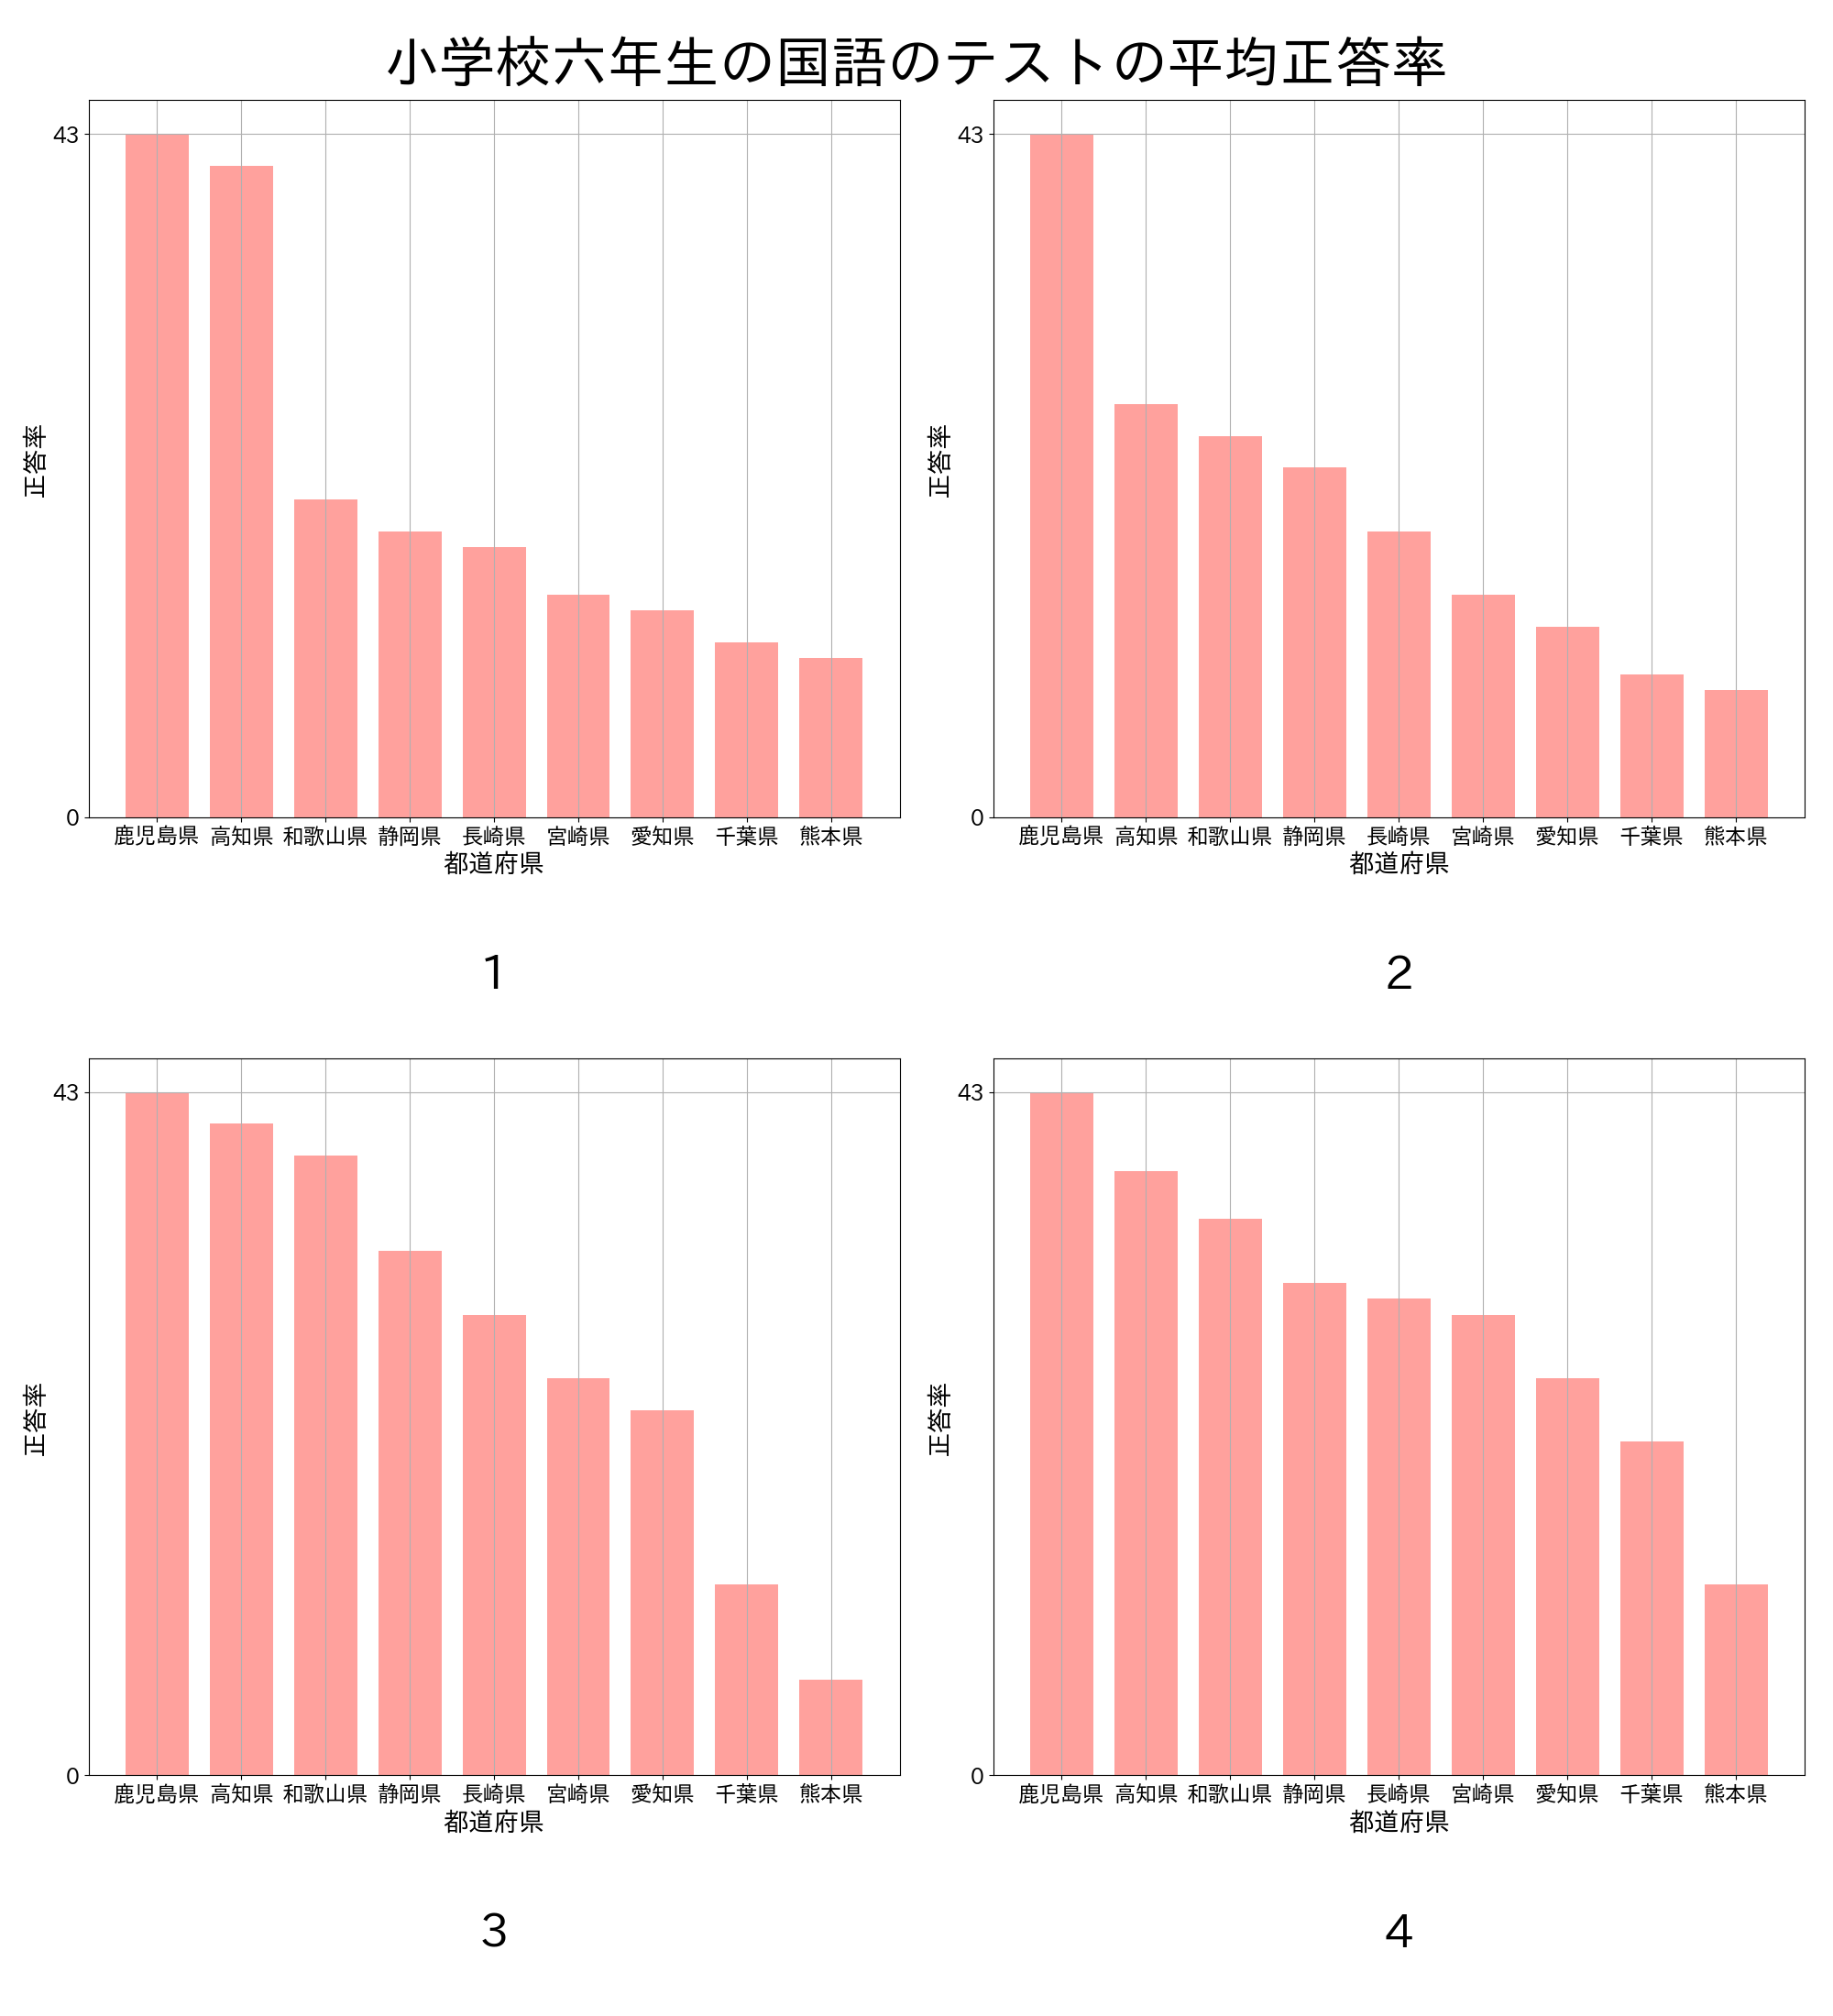 小学校六年生の国語のテストの平均正答率
43
0
正答率
鹿児島県 高知県 和歌山県 静岡県 長崎県 宮崎県 愛知県 千葉県 熊本県
都道府県
1
43
0
正答率
鹿児島県 高知県 和歌山県 静岡県 長崎県 宮崎県 愛知県 千葉県 熊本県
都道府県
2
43
0
正答率
鹿児島県 高知県 和歌山県 静岡県 長崎県 宮崎県 愛知県 千葉県 熊本県
都道府県
3
43
0
正答率
鹿児島県 高知県 和歌山県 静岡県 長崎県 宮崎県 愛知県 千葉県 熊本県
都道府県
4